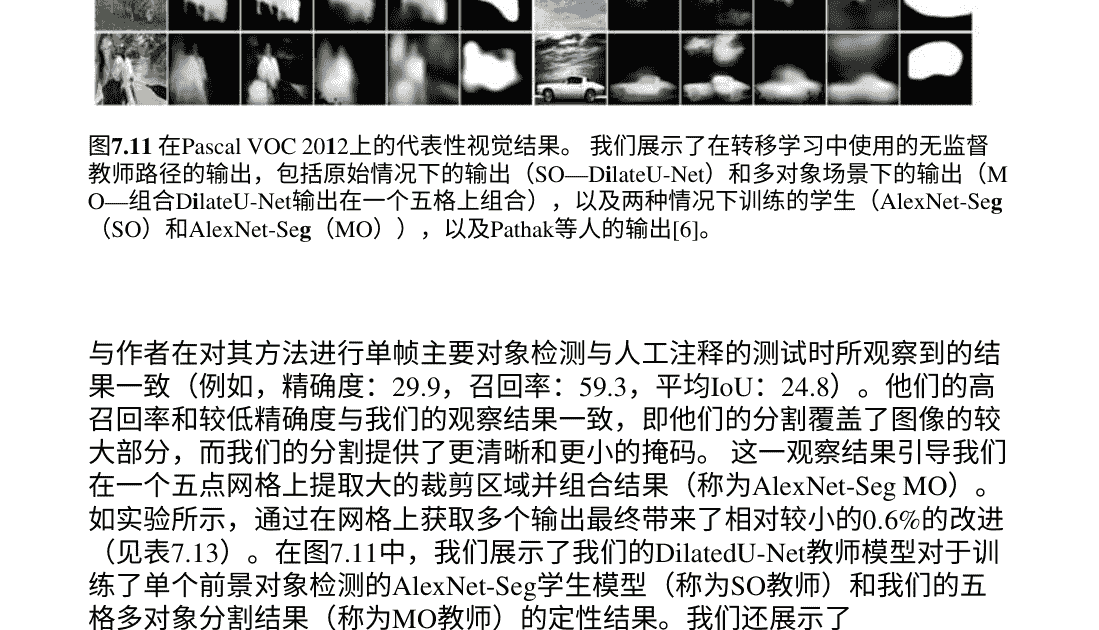 图7.11 在Pascal VOC 2012上的代表性视觉结果。 我们展示了在转移学习中使用的无监督
教师路径的输出，包括原始情况下的输出（SO—DilateU-Net）和多对象场景下的输出（M
O—组合DilateU-Net输出在一个五格上组合），以及两种情况下训练的学生（AlexNet-Seg
（SO）和AlexNet-Seg（MO）），以及Pathak等人的输出[6]。
与作者在对其方法进行单帧主要对象检测与人工注释的测试时所观察到的结
果一致（例如，精确度：29.9，召回率：59.3，平均IoU：24.8）。他们的高
召回率和较低精确度与我们的观察结果一致，即他们的分割覆盖了图像的较
大部分，而我们的分割提供了更清晰和更小的掩码。 这一观察结果引导我们
在一个五点网格上提取大的裁剪区域并组合结果（称为AlexNet-Seg MO）。
如实验所示，通过在网格上获取多个输出最终带来了相对较小的0.6%的改进
（见表7.13）。在图7.11中，我们展示了我们的DilatedU-Net教师模型对于训
练了单个前景对象检测的AlexNet-Seg学生模型（称为SO教师）和我们的五
格多对象分割结果（称为MO教师）的定性结果。我们还展示了